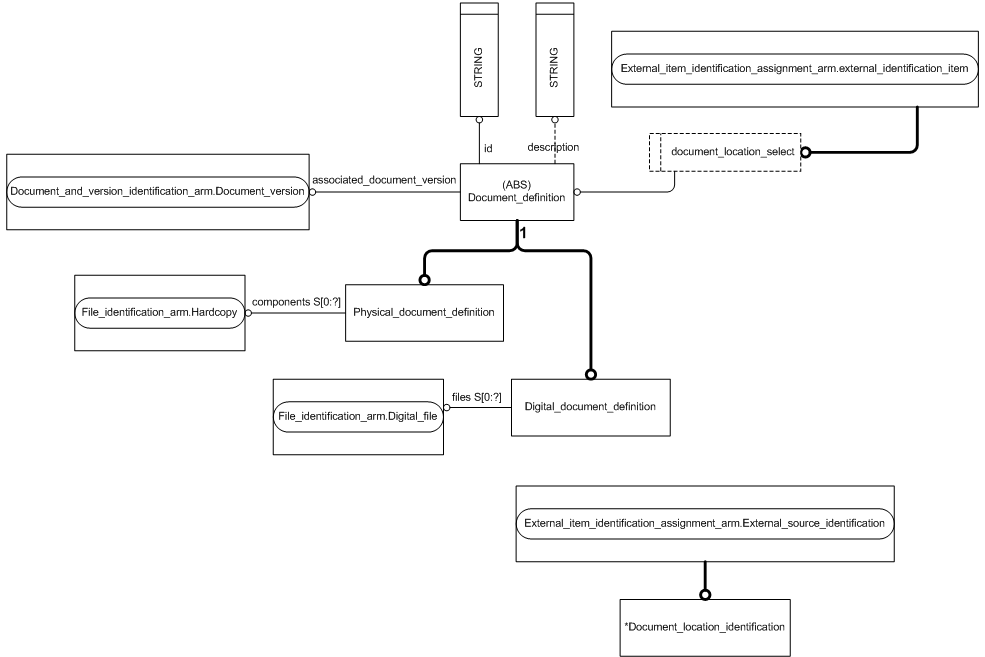 STRING
STRING
External_item_identification_assignment_arm.external_identification_item
id
description
document_location_select
associated_document_version
(ABS)
Document_definition
Document_and_version_identification_arm.Document_version
1
components S[0:?]
File_identification_arm.Hardcopy
Physical_document_definition
files S[0:?]
File_identification_arm.Digital_file
Digital_document_definition
External_item_identification_assignment_arm.External_source_identification
*Document_location_identification